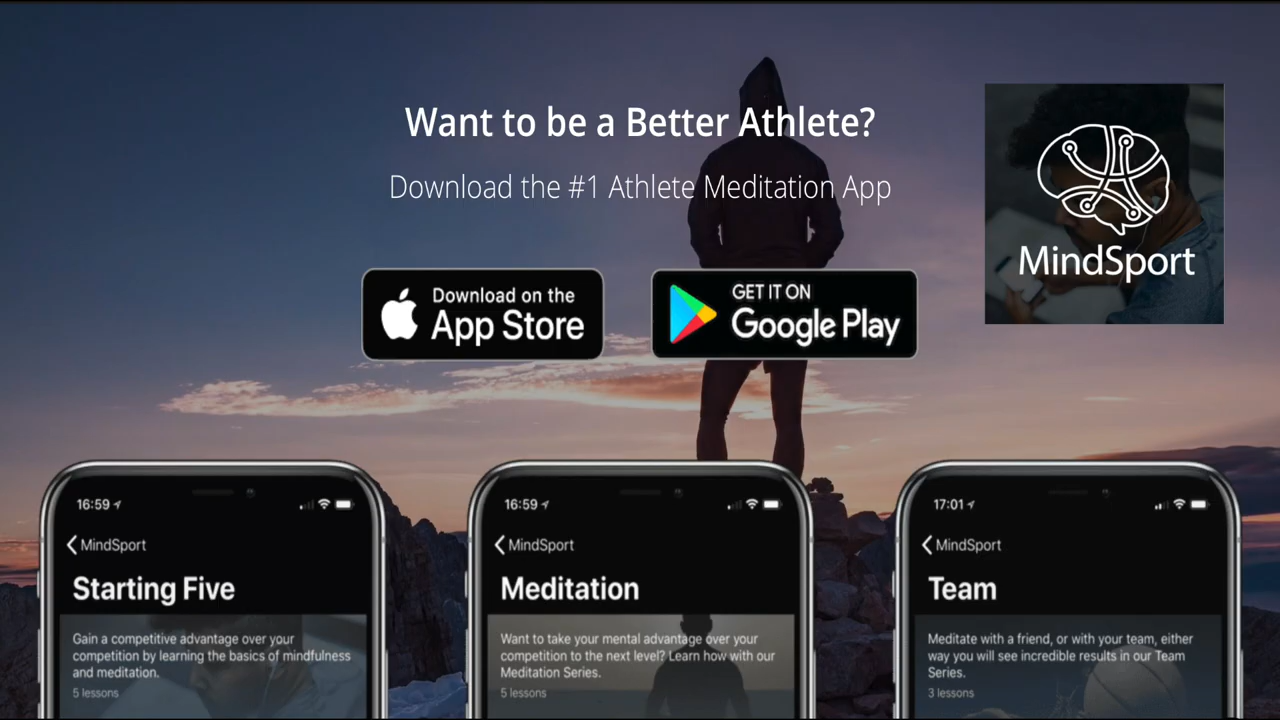 Want to be a Better Athlete?
Download the #1 Athlete Meditation App
MindSport
Download on the
App Store
GET IT ON
Google Play
16:59
MindSport
Starting Five
Gain a competitive advantage over your
competition by learning the basics of mindfulness
and meditation.
5 lessons
16:59
MindSport
Meditation
Want to take your mental advantage over your
competition to the next level? Learn how with our
Meditation Series.
5 lessons
17:01
MindSport
Team
Meditate with a friend, or with your team, either
way you will see incredible results in our Team
Series.
3 lessons